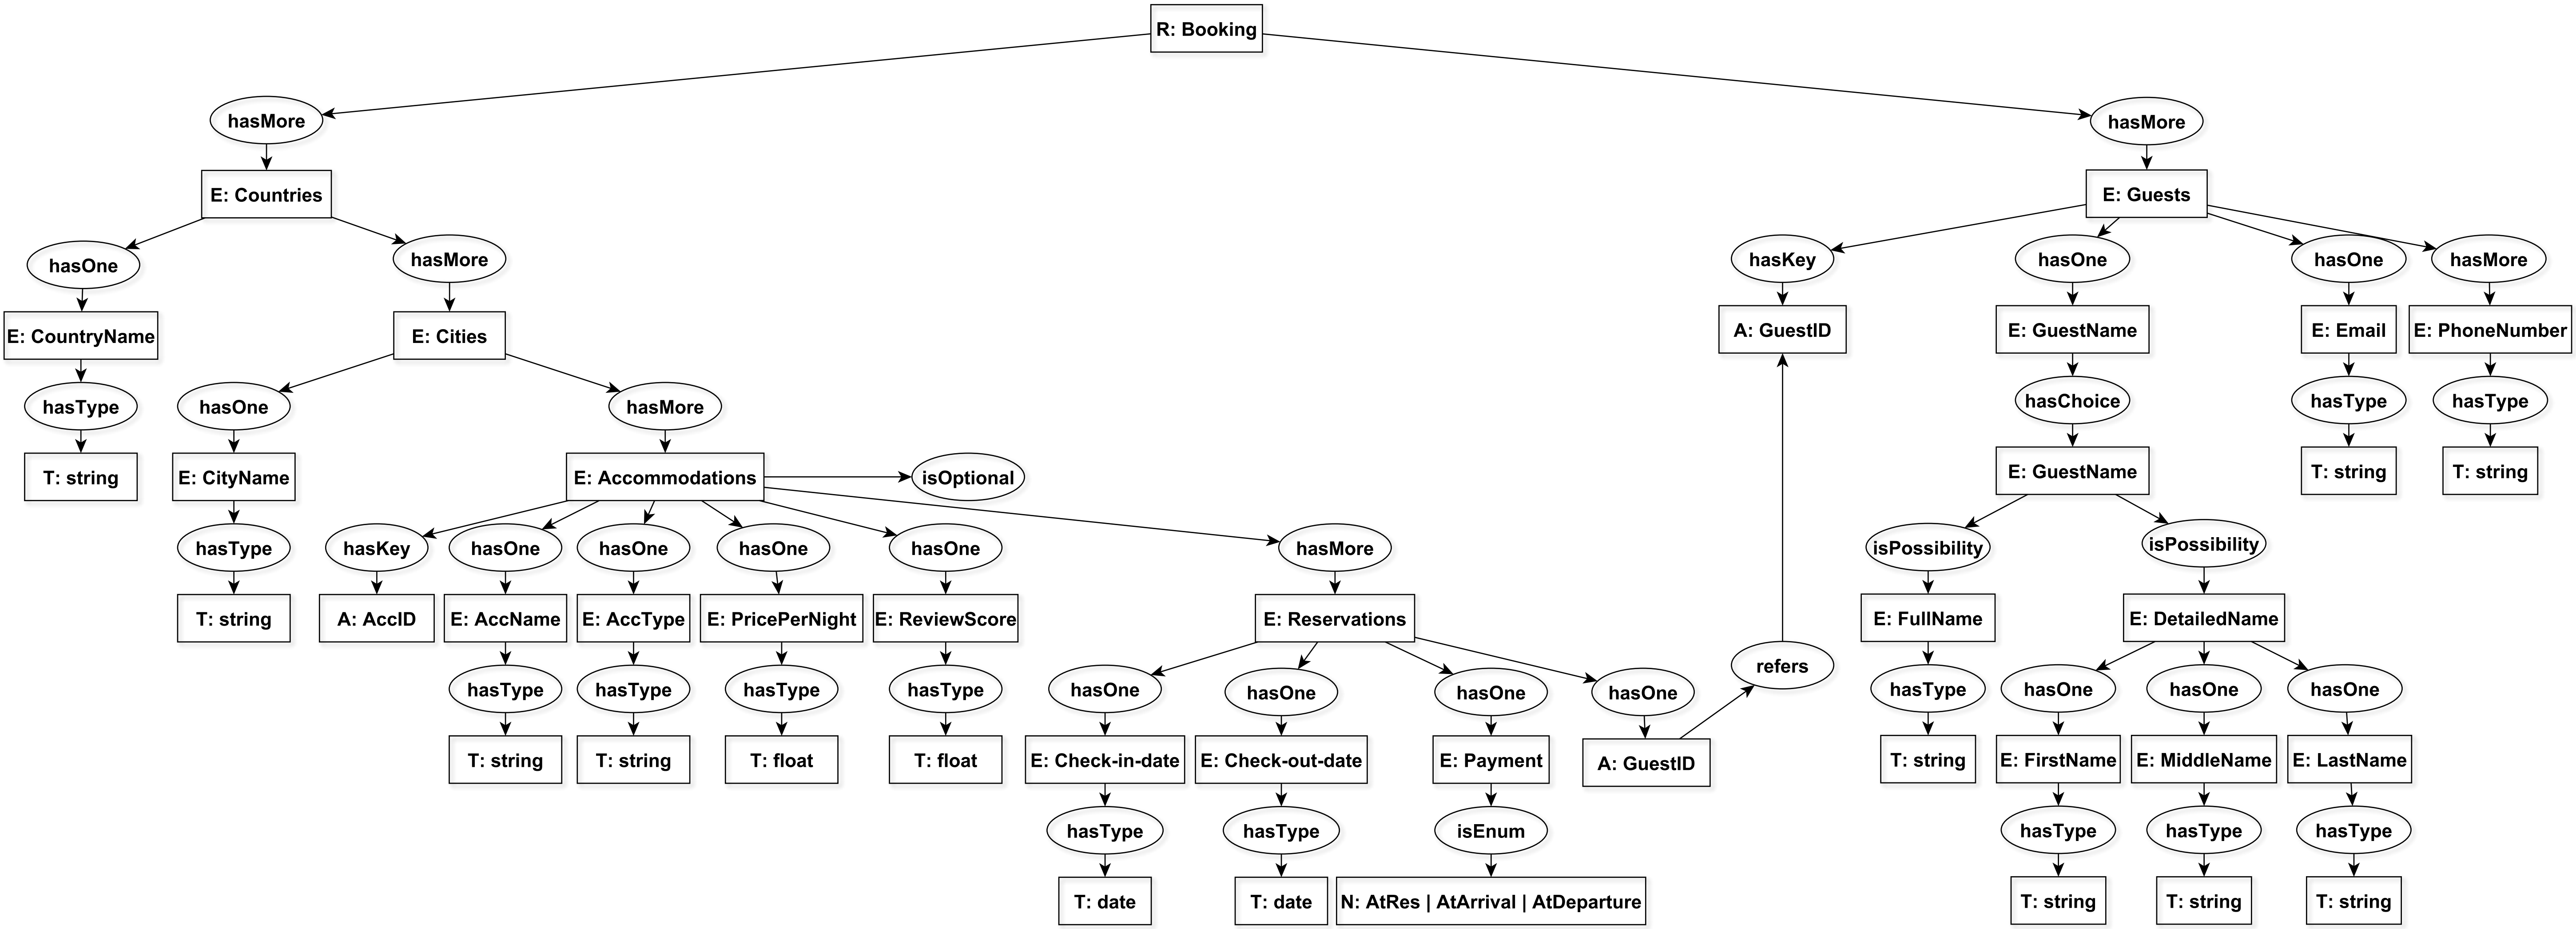 R: Booking
hasMore
hasMore
E: Countries
E: Guests
hasOne
hasMore
hasKey
hasOne
hasOne
hasMore
E: CountryName
E: Cities
A: GuestID
E: GuestName
E: Email
E: PhoneNumber
hasType
hasOne
hasMore
hasChoice
hasType
hasType
T: string
E: CityName
E: Accommodations
isOptional
E: GuestName
T: string
T: string
hasType
hasKey
hasOne
hasOne
hasOne
hasOne
hasMore
isPossibility
isPossibility
T: string
A: AccID
E: AccName
E: AccType
E: PricePerNight
E: ReviewScore
E: Reservations
E: FullName
E: DetailedName
hasType
hasType
hasType
hasType
hasOne
hasOne
hasOne
hasOne
refers
hasType
hasOne
hasOne
hasOne
T: string
T: string
T: float
T: float
E: Check-in-date
E: Check-out-date
E: Payment
A: GuestID
T: string
E: FirstName
E: MiddleName
E: LastName
hasType
hasType
isEnum
hasType
hasType
hasType
T: date
T: date
N: AtRes | AtArrival | AtDeparture
T: string
T: string
T: string